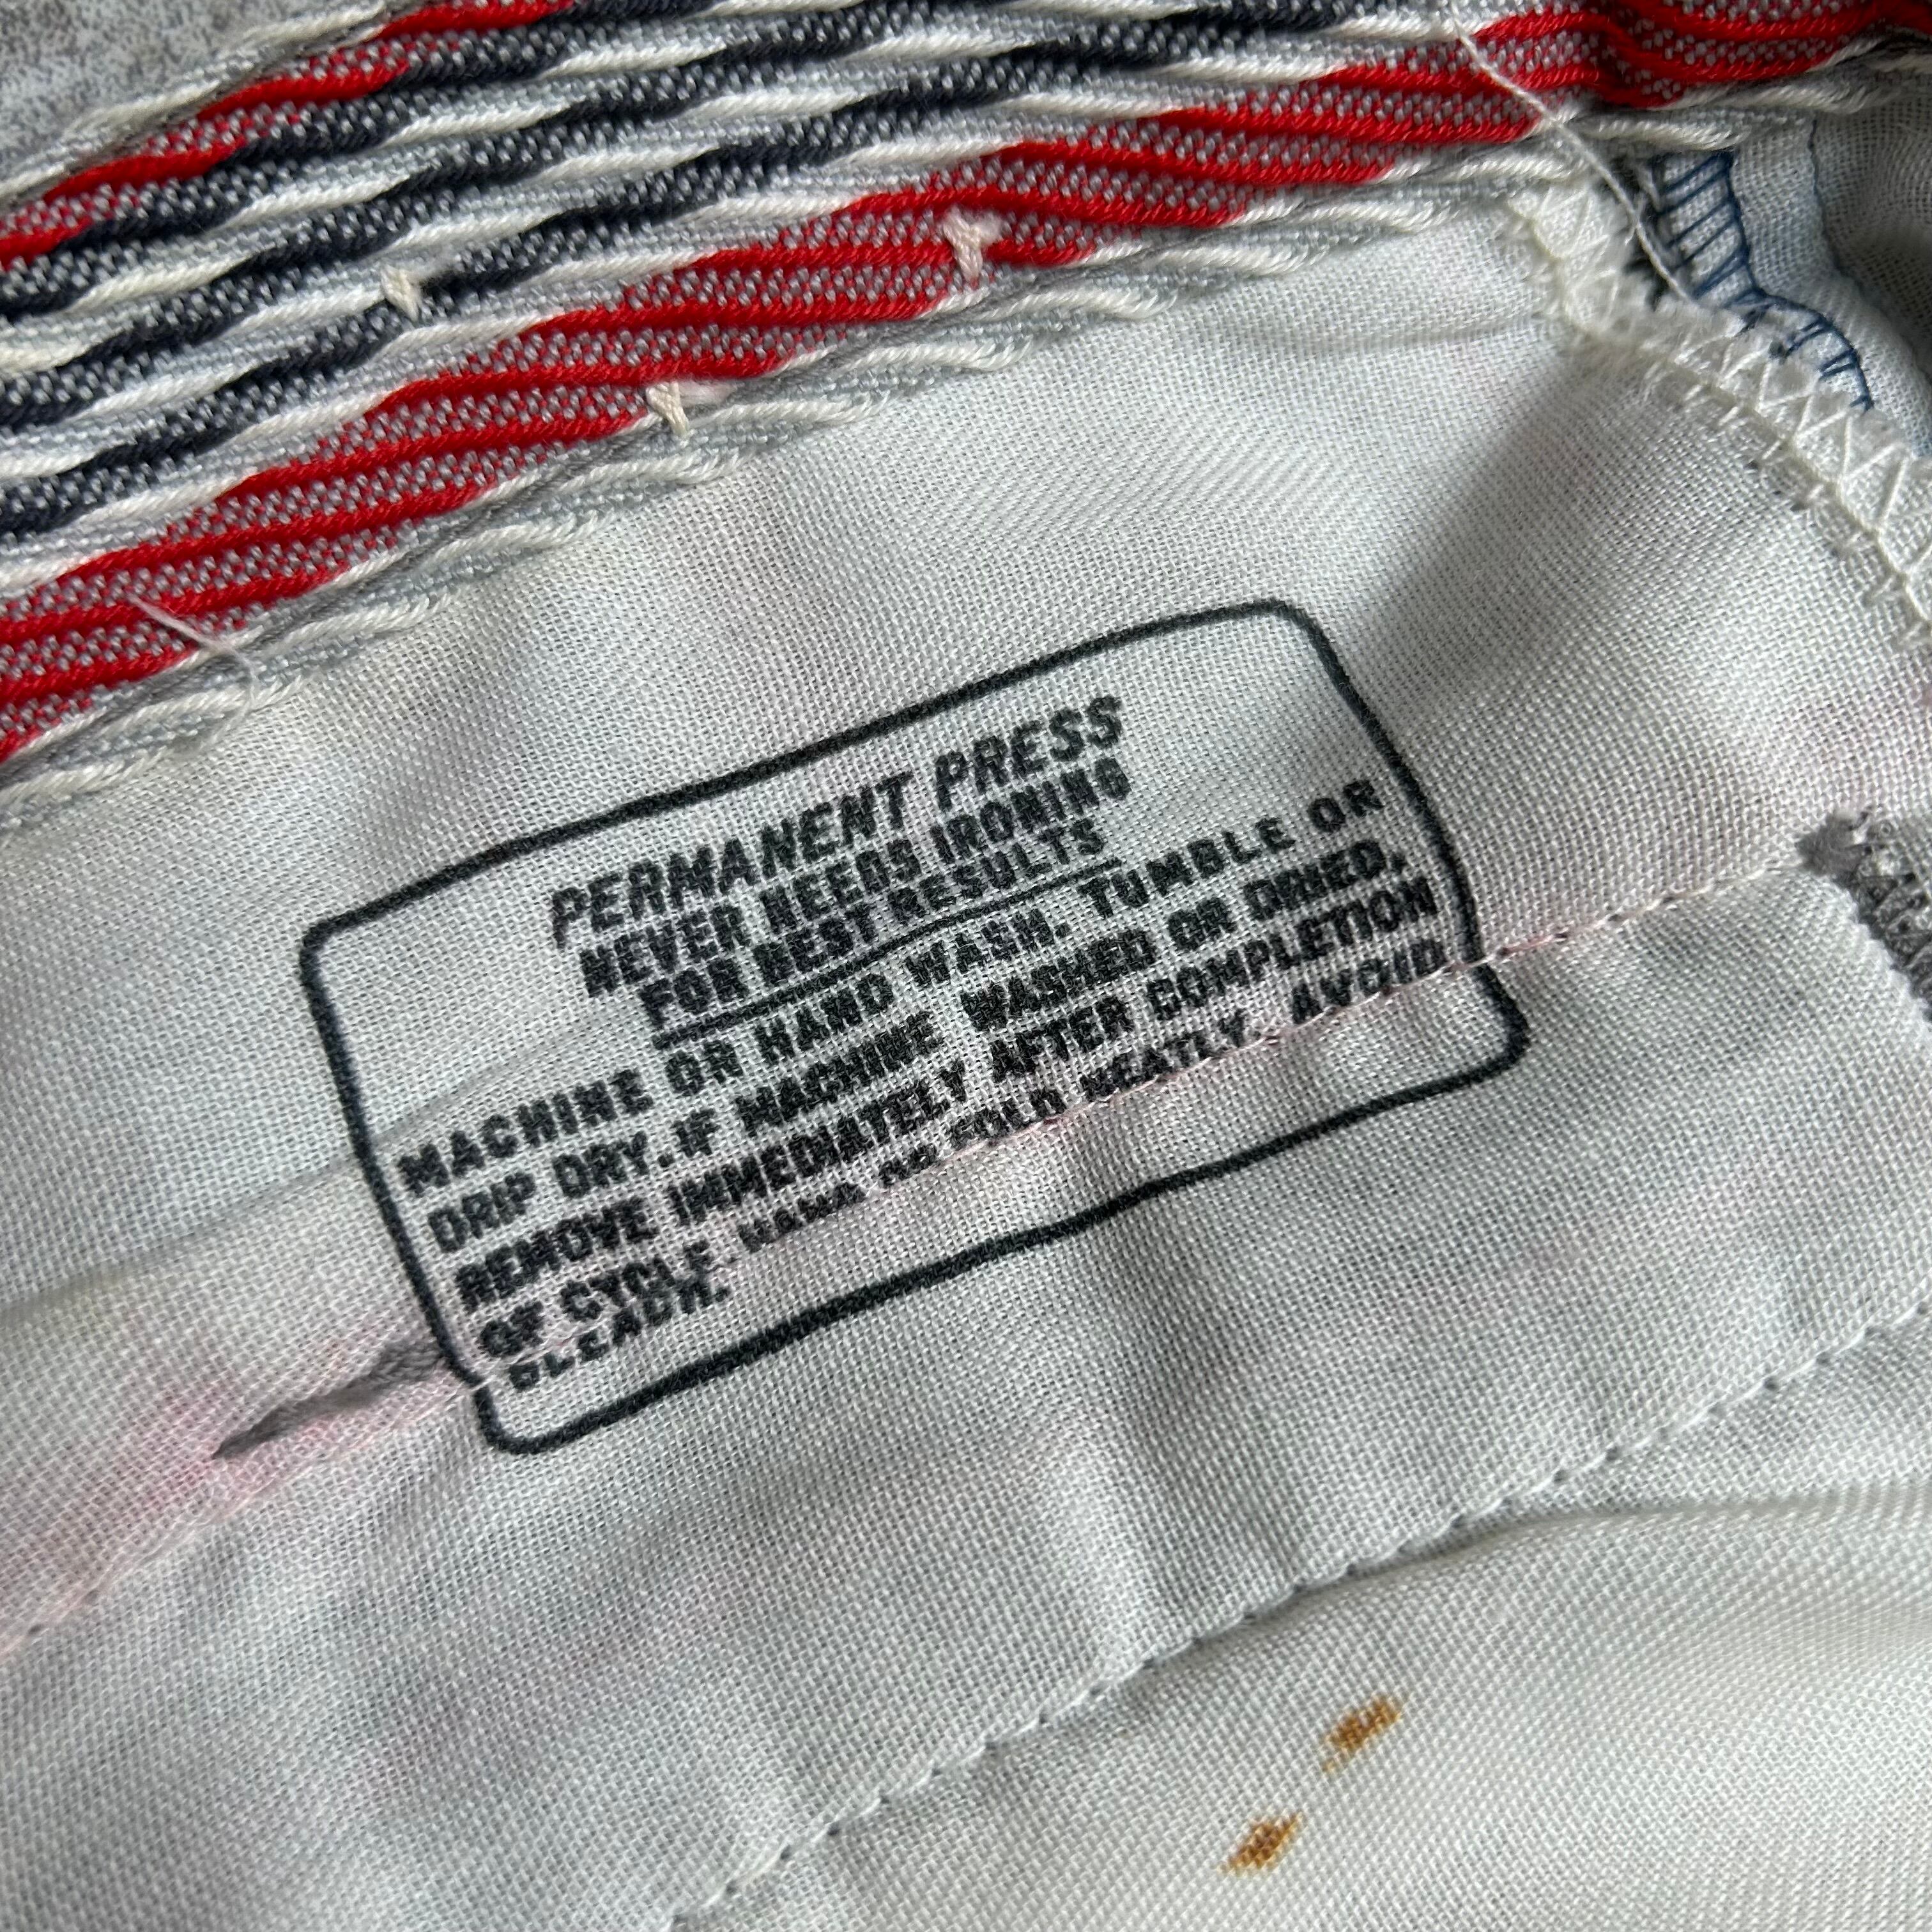 PERMANENT PRESS
NEVER NEEDS IRONING
FOR BEST RESULTS
MACHINE OR HAND WASH. TUMBLE OR
DRIP DRY. IF MACHINE WASHED OR DRIED,
REMOVE IMMEDIATELY AFTER COMPLETION
OF CYCLE. HANG OR FOLD NEATLY. AVOID
BLEACH.